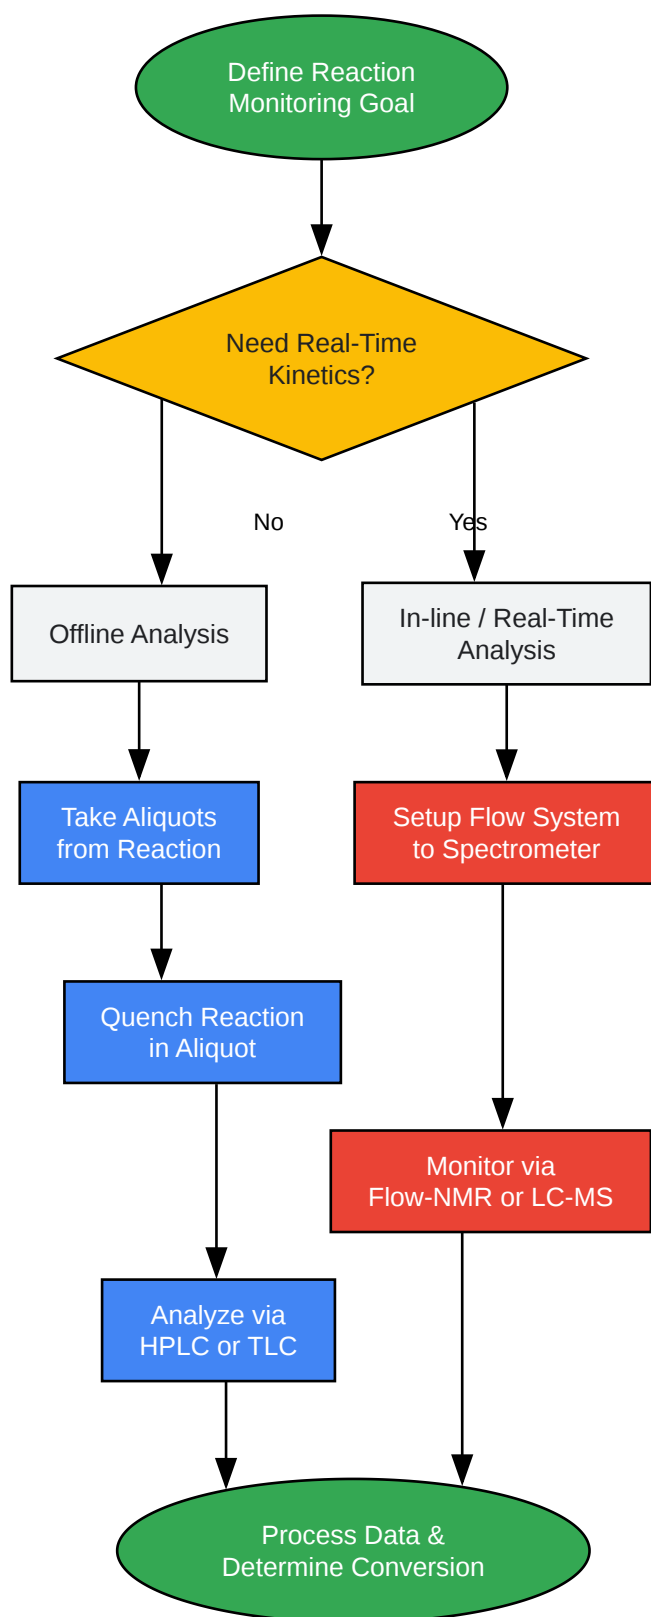 Define Reaction
Monitoring Goal
Need Real-Time
Kinetics?
No
Yes
Offline Analysis
In-line / Real-Time
Analysis
Take Aliquots
from Reaction
Setup Flow System
to Spectrometer
Quench Reaction
in Aliquot
Monitor via
Flow-NMR or LC-MS
Analyze via
HPLC or TLC
Process Data &
Determine Conversion